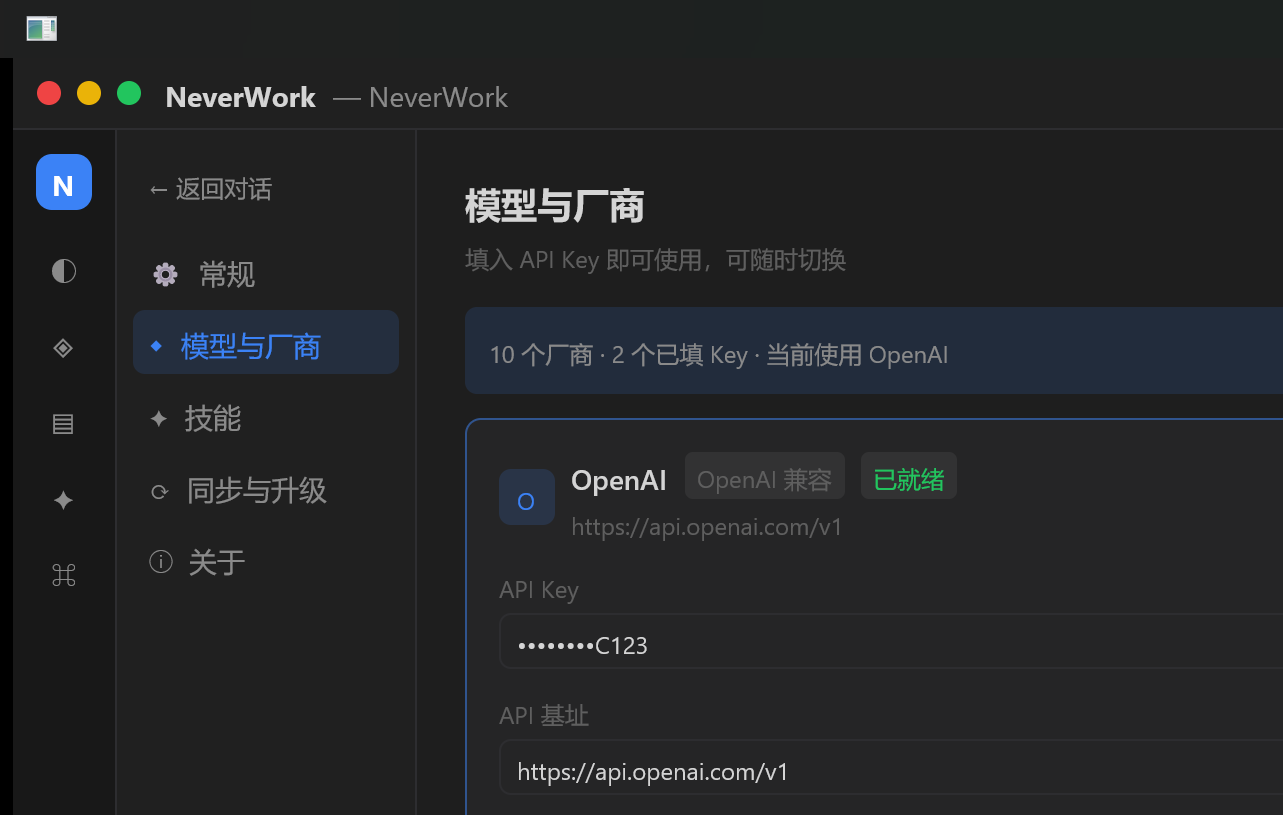 NeverWork — NeverWork
N
← 返回对话
常规
模型与厂商
技能
同步与升级
关于
模型与厂商
填入 API Key 即可使用，可随时切换
10 个厂商 · 2 个已填 Key · 当前使用 OpenAI
O
OpenAI OpenAI 兼容 已就绪
https://api.openai.com/v1
API Key
••••••••C123
API 基址
https://api.openai.com/v1